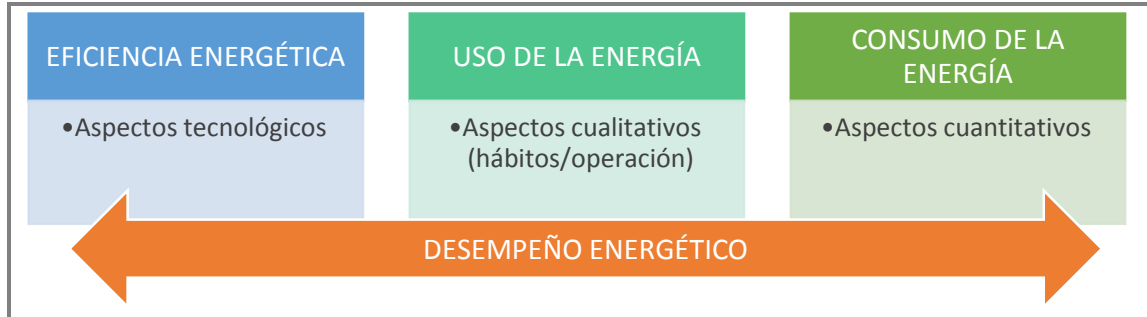 EFICIENCIA ENERGÉTICA
•Aspectos tecnológicos
USO DE LA ENERGÍA
•Aspectos cualitativos
(hábitos/operación)
CONSUMO DE LA
ENERGÍA
•Aspectos cuantitativos
DESEMPEÑO ENERGÉTICO